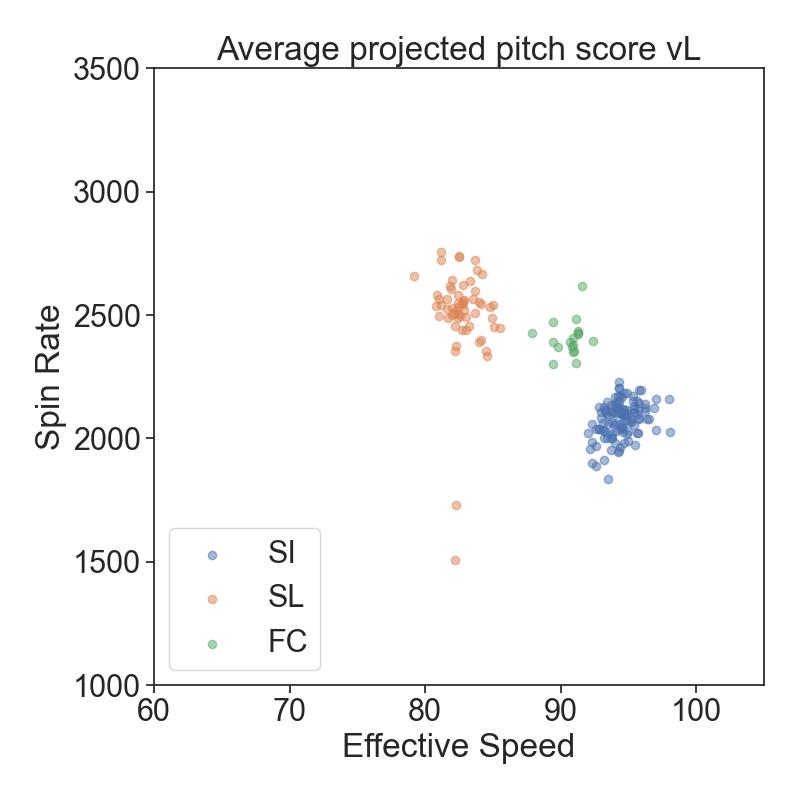 Average projected pitch score vL
3500
3000
2500
2000
1500
1000
Spin Rate
SI
SL
FC
60 70 80 90 100
Effective Speed